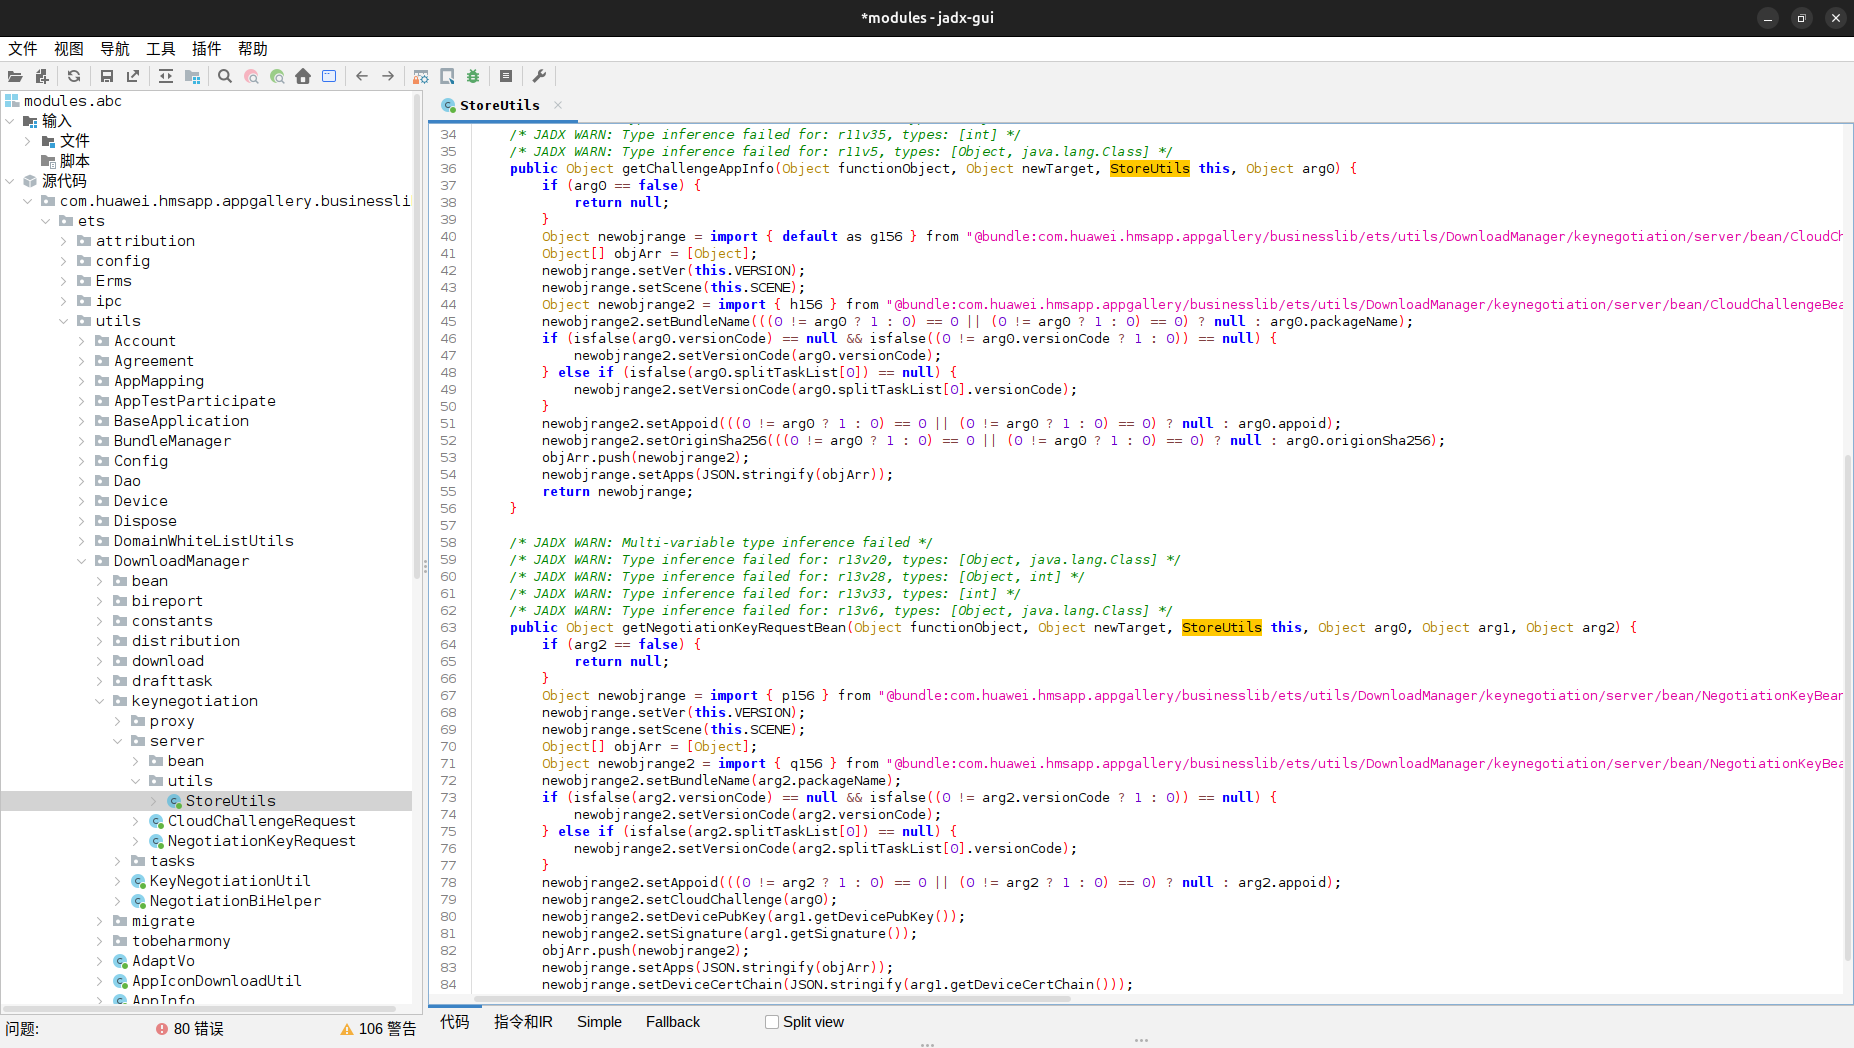 *modules - jadx-gui
文件 视图 导航 工具 插件 帮助
modules.abc
输入
文件
脚本
源代码
com.huawei.hmsapp.appgallery.businessli
ets
attribution
config
Erms
ipc
utils
Account
Agreement
AppMapping
AppTestParticipate
BaseApplication
BundleManager
Config
Dao
Device
Dispose
DomainWhiteListUtils
DownloadManager
bean
bireport
constants
distribution
download
drafttask
keynegotiation
proxy
server
bean
utils
StoreUtils
CloudChallengeRequest
NegotiationKeyRequest
tasks
KeyNegotiationUtil
NegotiationBiHelper
migrate
tobeharmony
AdaptVo
AppIconDownloadUtil
AppInfo
问题: 80 错误 106 警告
StoreUtils
34 /* JADX WARN: Type inference failed for: r11v35, types: [int] */
35 /* JADX WARN: Type inference failed for: r11v5, types: [Object, java.lang.Class] */
36 public Object getChallengeAppInfo(Object functionObject, Object newTarget, StoreUtils this, Object arg0) {
37 if (arg0 == false) {
38 return null;
39 }
40 Object newobjrange = import { default as g156 } from "@bundle:com.huawei.hmsapp.appgallery/businesslib/ets/utils/DownloadManager/keynegotiation/server/bean/CloudCh
41 Object[] objArr = [Object];
42 newobjrange.setVer(this.VERSION);
43 newobjrange.setScene(this.SCENE);
44 Object newobjrange2 = import { h156 } from "@bundle:com.huawei.hmsapp.appgallery/businesslib/ets/utils/DownloadManager/keynegotiation/server/bean/CloudChallengeBea
45 newobjrange2.setBundleName(((0 != arg0 ? 1 : 0) == 0 || (0 != arg0 ? 1 : 0) == 0) ? null : arg0.packageName);
46 if (isfalse(arg0.versionCode) == null && isfalse((0 != arg0.versionCode ? 1 : 0)) == null) {
47 newobjrange2.setVersionCode(arg0.versionCode);
48 } else if (isfalse(arg0.splitTaskList[0]) == null) {
49 newobjrange2.setVersionCode(arg0.splitTaskList[0].versionCode);
50 }
51 newobjrange2.setAppoid(((0 != arg0 ? 1 : 0) == 0 || (0 != arg0 ? 1 : 0) == 0) ? null : arg0.appoid);
52 newobjrange2.setOriginSha256(((0 != arg0 ? 1 : 0) == 0 || (0 != arg0 ? 1 : 0) == 0) ? null : arg0.origionSha256);
53 objArr.push(newobjrange2);
54 newobjrange.setApps(JSON.stringify(objArr));
55 return newobjrange;
56 }
57
58 /* JADX WARN: Multi-variable type inference failed */
59 /* JADX WARN: Type inference failed for: r13v20, types: [Object, java.lang.Class] */
60 /* JADX WARN: Type inference failed for: r13v28, types: [Object, int] */
61 /* JADX WARN: Type inference failed for: r13v33, types: [int] */
62 /* JADX WARN: Type inference failed for: r13v6, types: [Object, java.lang.Class] */
63 public Object getNegotiationKeyRequestBean(Object functionObject, Object newTarget, StoreUtils this, Object arg0, Object arg1, Object arg2) {
64 if (arg2 == false) {
65 return null;
66 }
67 Object newobjrange = import { p156 } from "@bundle:com.huawei.hmsapp.appgallery/businesslib/ets/utils/DownloadManager/keynegotiation/server/bean/NegotiationKeyBean
68 newobjrange.setVer(this.VERSION);
69 newobjrange.setScene(this.SCENE);
70 Object[] objArr = [Object];
71 Object newobjrange2 = import { q156 } from "@bundle:com.huawei.hmsapp.appgallery/businesslib/ets/utils/DownloadManager/keynegotiation/server/bean/NegotiationKeyBea
72 newobjrange2.setBundleName(arg2.packageName);
73 if (isfalse(arg2.versionCode) == null && isfalse((0 != arg2.versionCode ? 1 : 0)) == null) {
74 newobjrange2.setVersionCode(arg2.versionCode);
75 } else if (isfalse(arg2.splitTaskList[0]) == null) {
76 newobjrange2.setVersionCode(arg2.splitTaskList[0].versionCode);
77 }
78 newobjrange2.setAppoid(((0 != arg2 ? 1 : 0) == 0 || (0 != arg2 ? 1 : 0) == 0) ? null : arg2.appoid);
79 newobjrange2.setCloudChallenge(arg0);
80 newobjrange2.setDevicePubKey(arg1.getDevicePubKey());
81 newobjrange2.setSignature(arg1.getSignature());
82 objArr.push(newobjrange2);
83 newobjrange.setApps(JSON.stringify(objArr));
84 newobjrange.setDeviceCertChain(JSON.stringify(arg1.getDeviceCertChain()));
代码 指令和IR Simple Fallback Split view